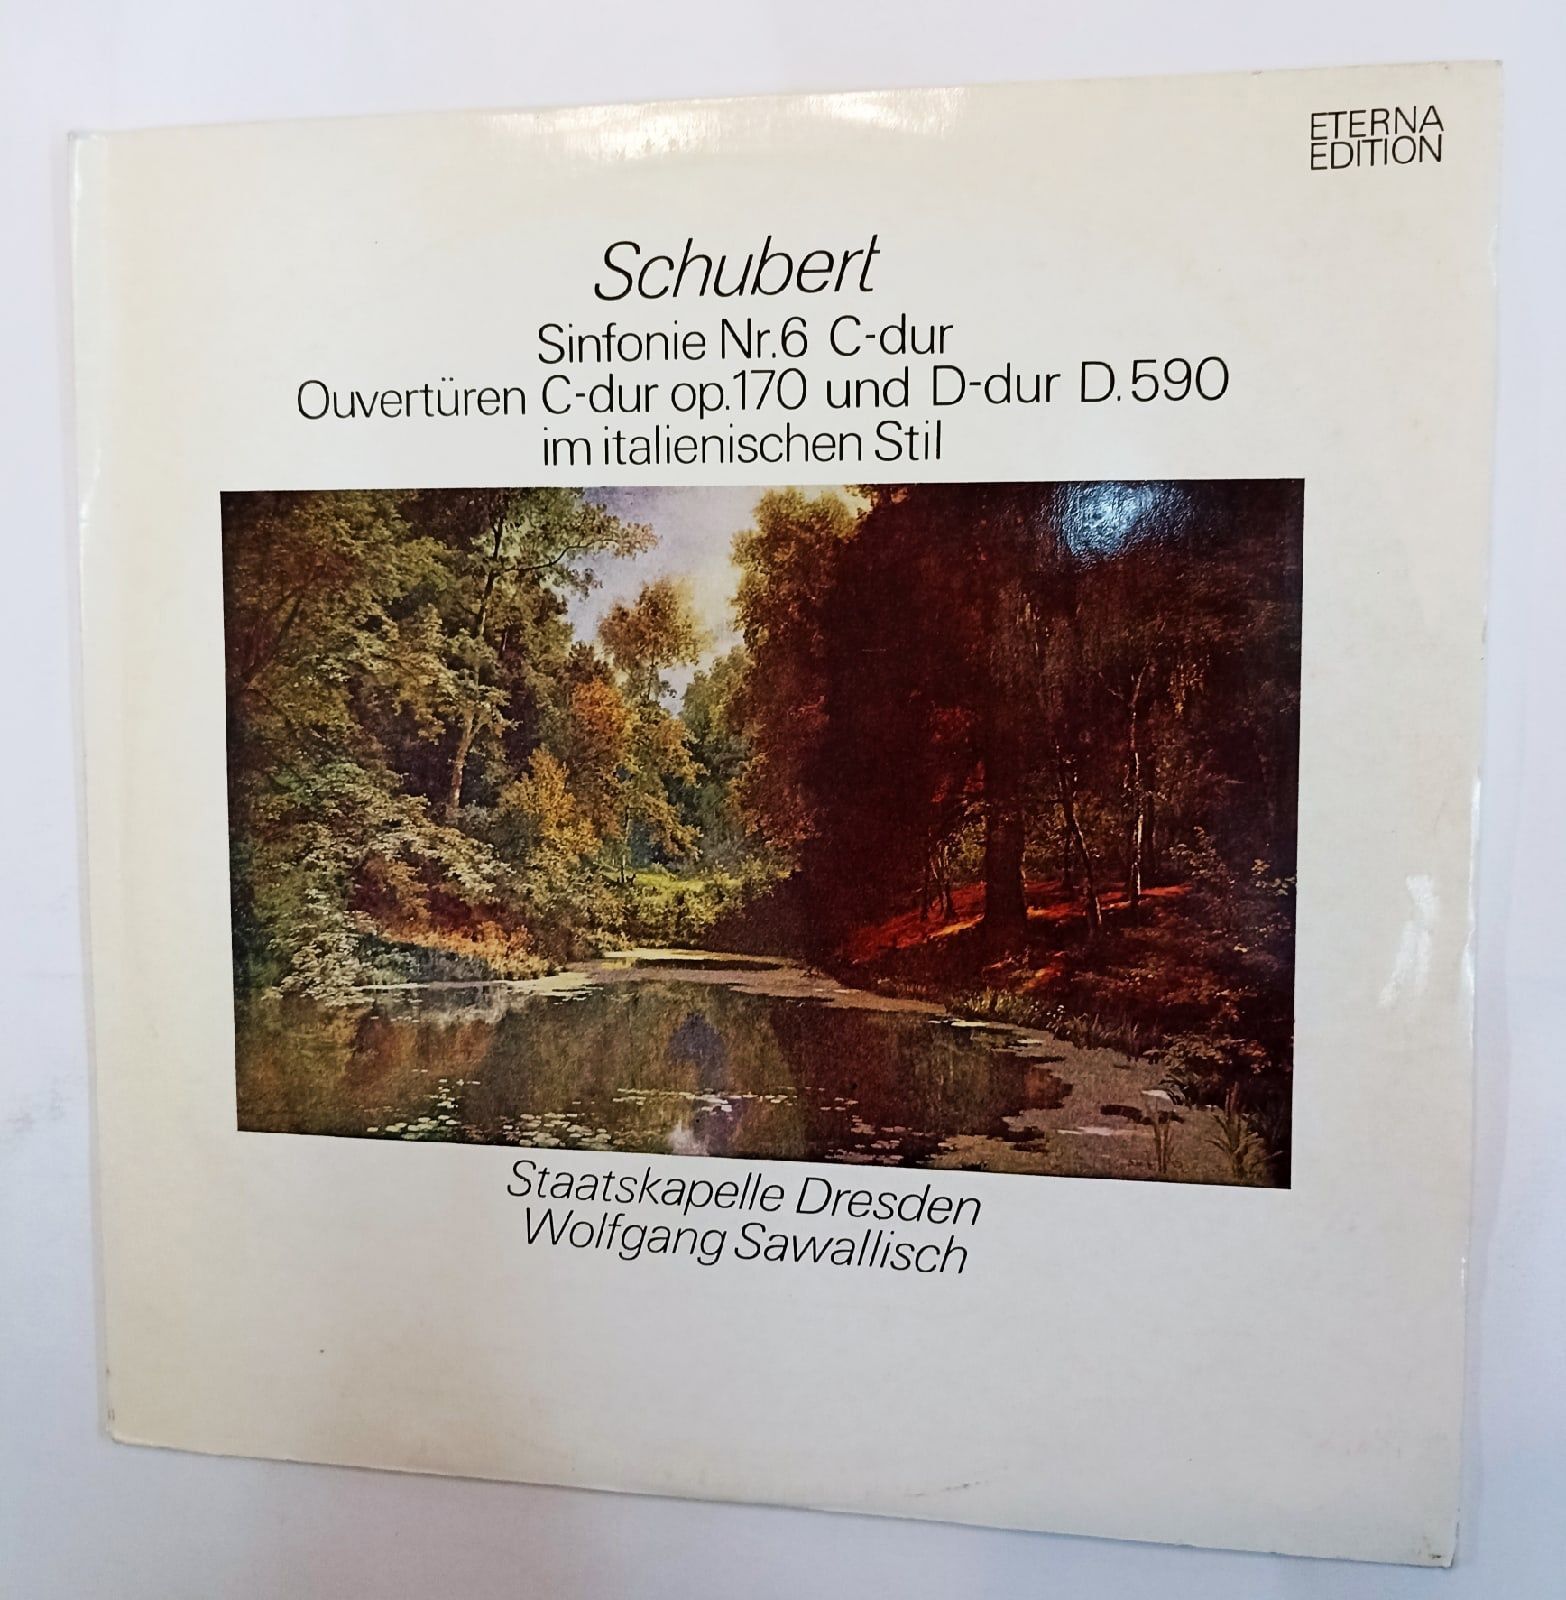 ETERNA
EDITION
Schubert
Sinfonie Nr.6 C-dur
Ouvertüren C-dur op.170 und D-dur D.590
im italienischen Stil
Staatskapelle Dresden
Wolfgang Sawallisch